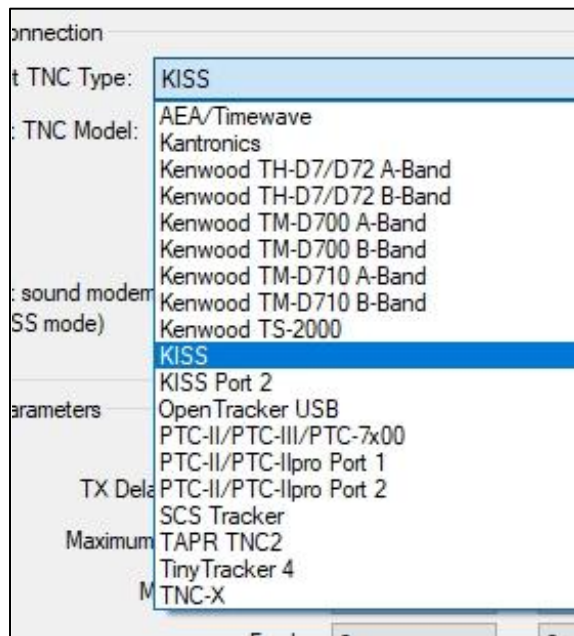 onnection
t TNC Type: KISS
AEA/Timewave
: TNC Model:
Kantronics
Kenwood TH-D7/D72 A-Band
Kenwood TH-D7/D72 B-Band
Kenwood TM-D700 A-Band
Kenwood TM-D700 B-Band
Kenwood TM-D710 A-Band
: sound modem
Kenwood TM-D710 B-Band
SS mode)
Kenwood TS-2000
KISS
KISS Port 2
arameters
OpenTracker USB
PTC-II/PTC-III/PTC-7x00
PTC-II/PTC-IIpro Port 1
TX Dela
PTC-II/PTC-IIpro Port 2
SCS Tracker
Maximum
TAPR TNC2
TinyTracker 4
M
TNC-X